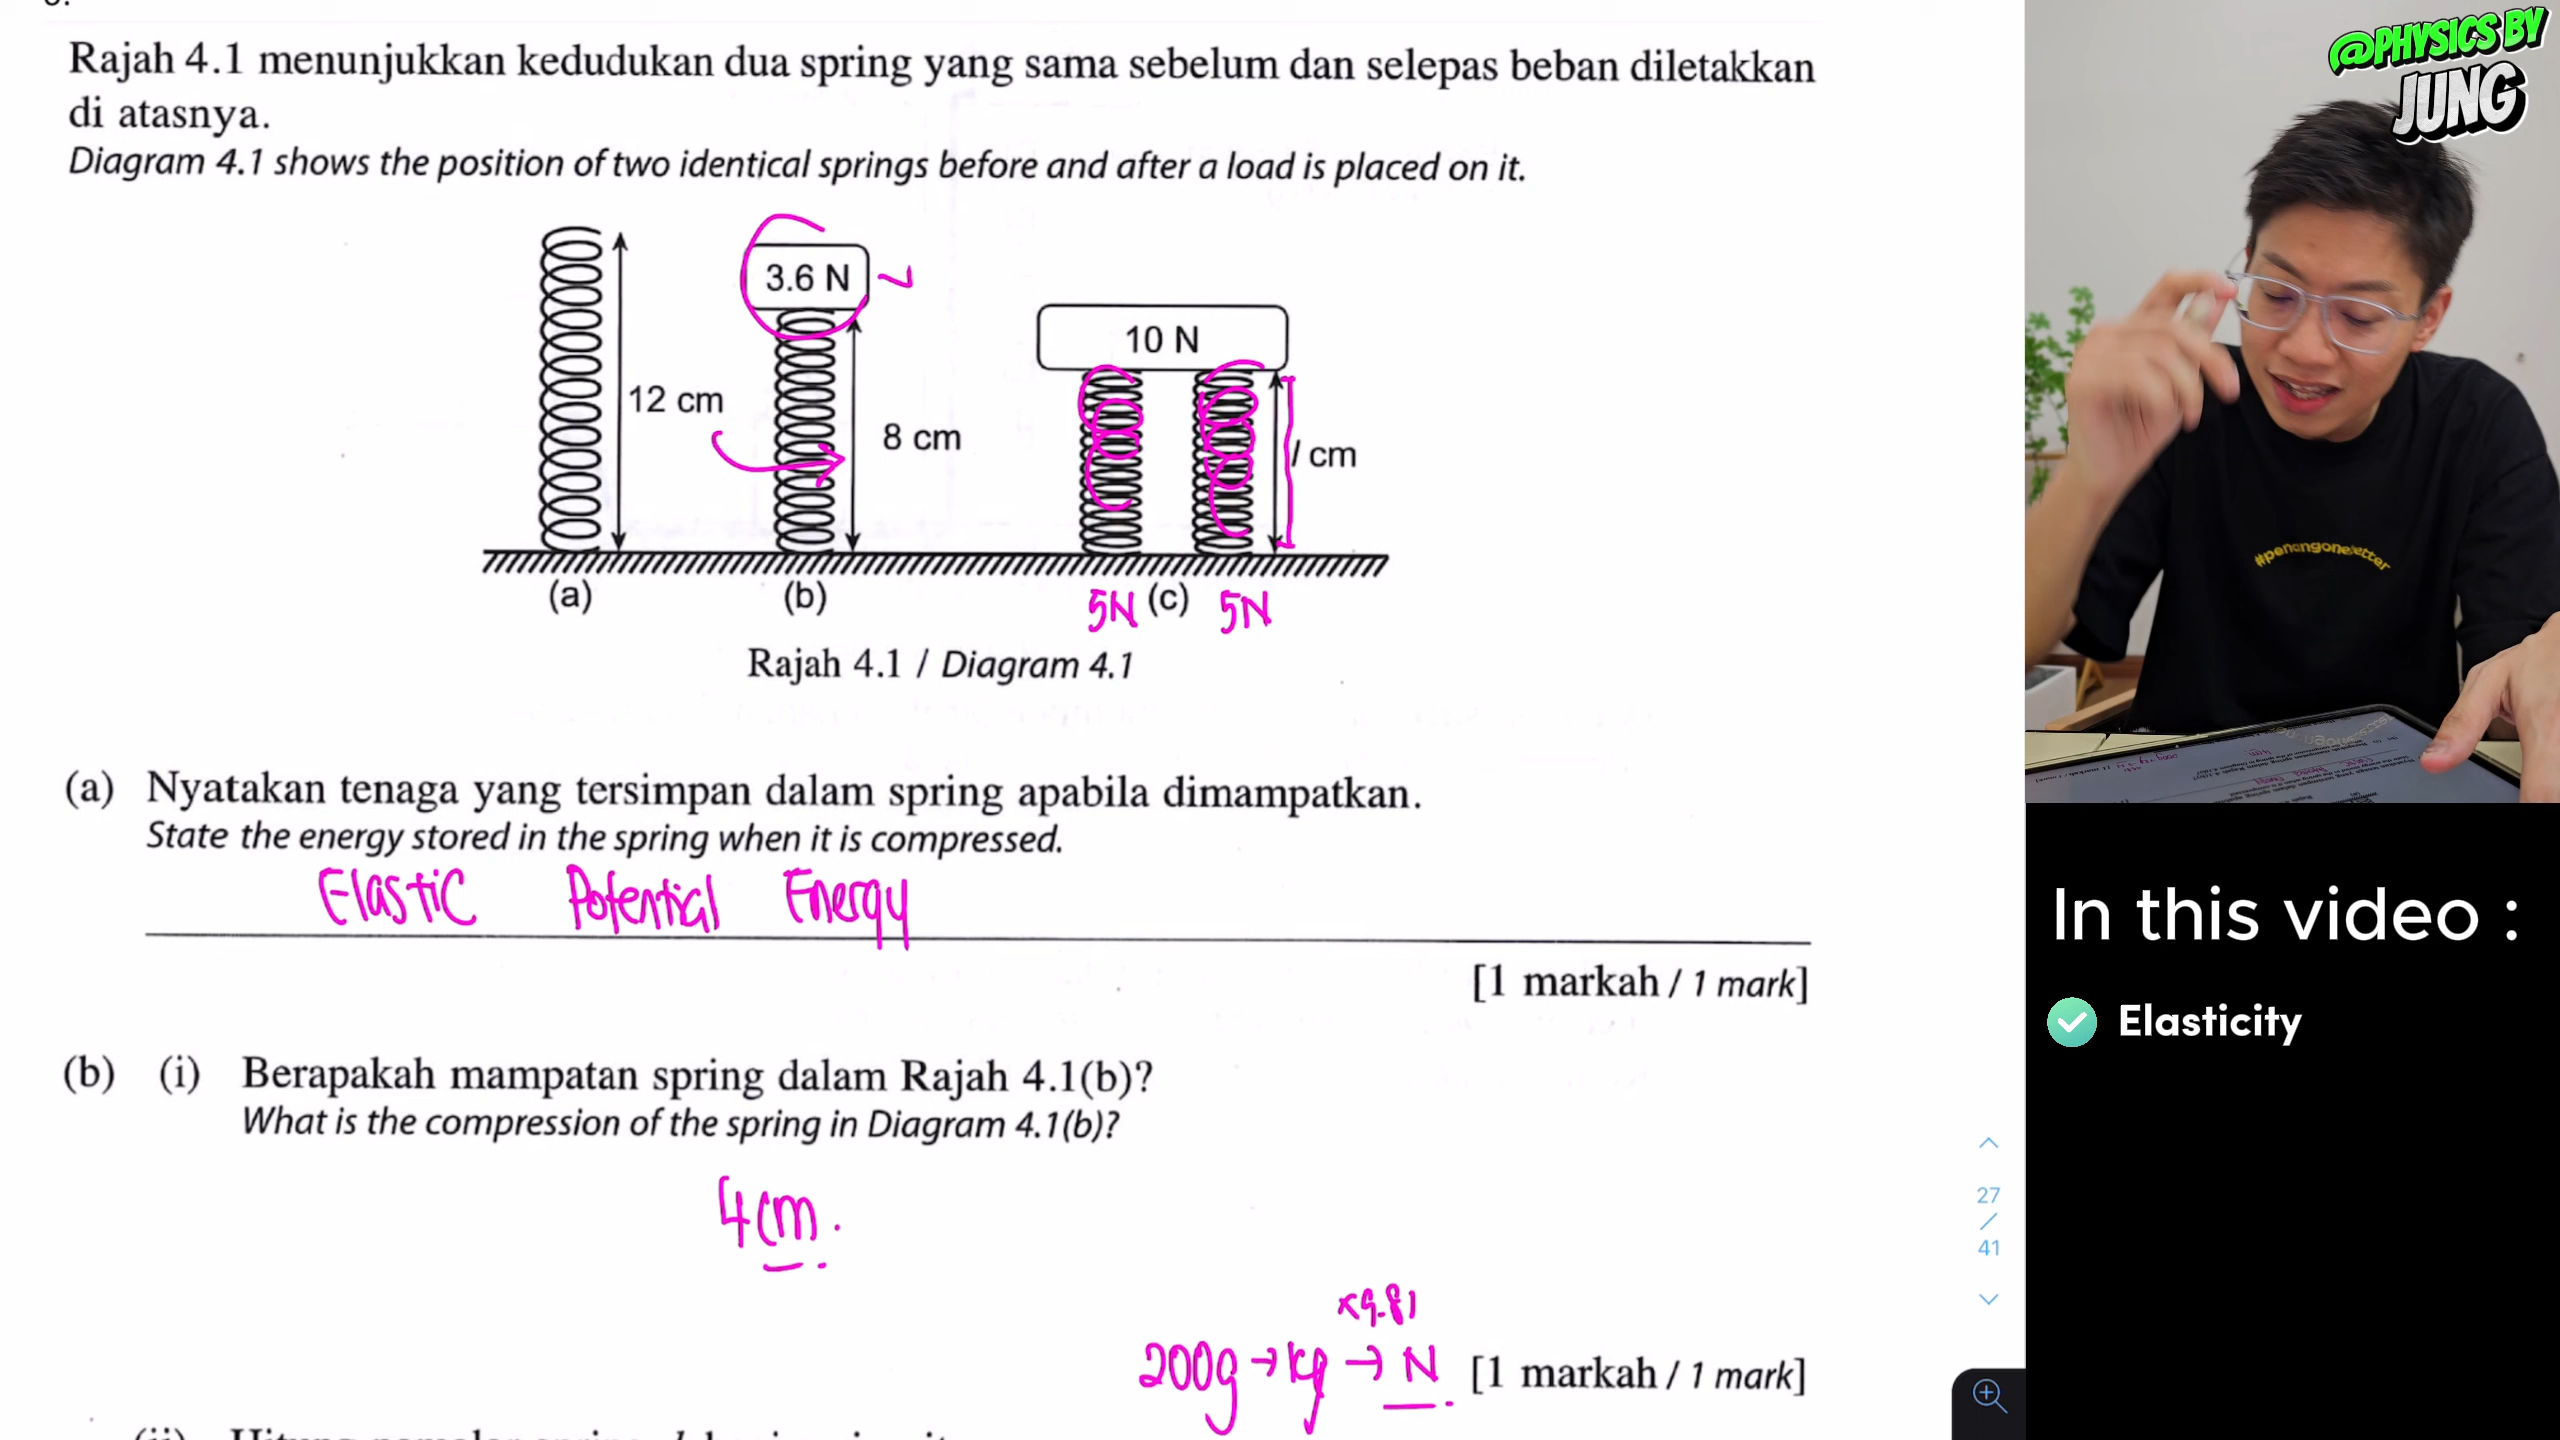 Rajah 4.1 menunjukkan kedudukan dua spring yang sama sebelum dan selepas beban diletakkan
di atasnya.
Diagram 4.1 shows the position of two identical springs before and after a load is placed on it.
3.6 N
10 N
12 cm
8 cm
l cm
(a)
(b)
(c)
5N
5N
Rajah 4.1 / Diagram 4.1
(a) Nyatakan tenaga yang tersimpan dalam spring apabila dimampatkan.
State the energy stored in the spring when it is compressed.
Elastic Potential Energy
[1 markah / 1 mark]
(b) (i) Berapakah mampatan spring dalam Rajah 4.1(b)?
What is the compression of the spring in Diagram 4.1(b)?
4cm.
x9.81
200g → kg → N
[1 markah / 1 mark]
27
/
41
@PHYSICS BY
JUNG
#penangoneletter
In this video :
Elasticity